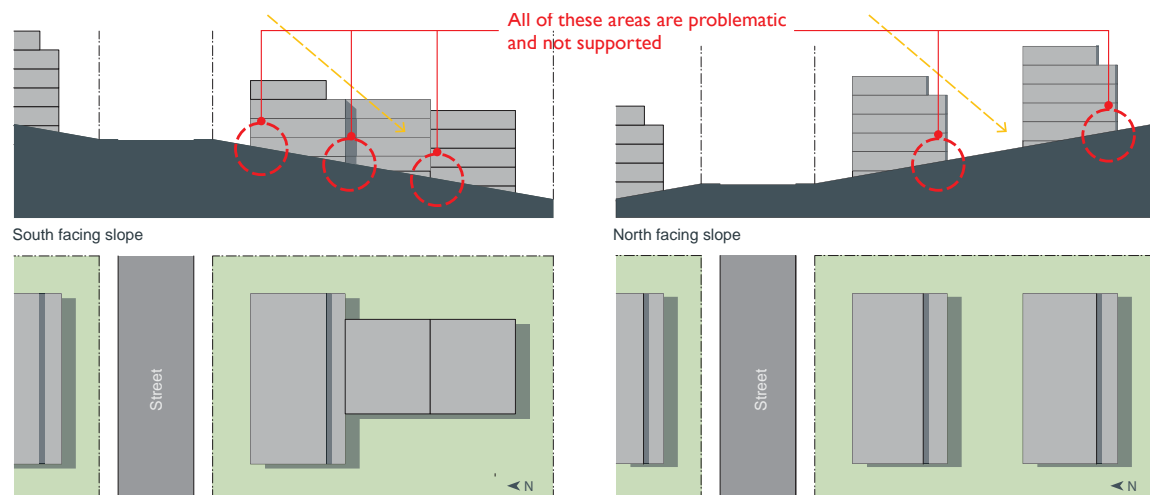 All of these areas are problematic
and not supported
South facing slope
North facing slope
Street
Street
N
N